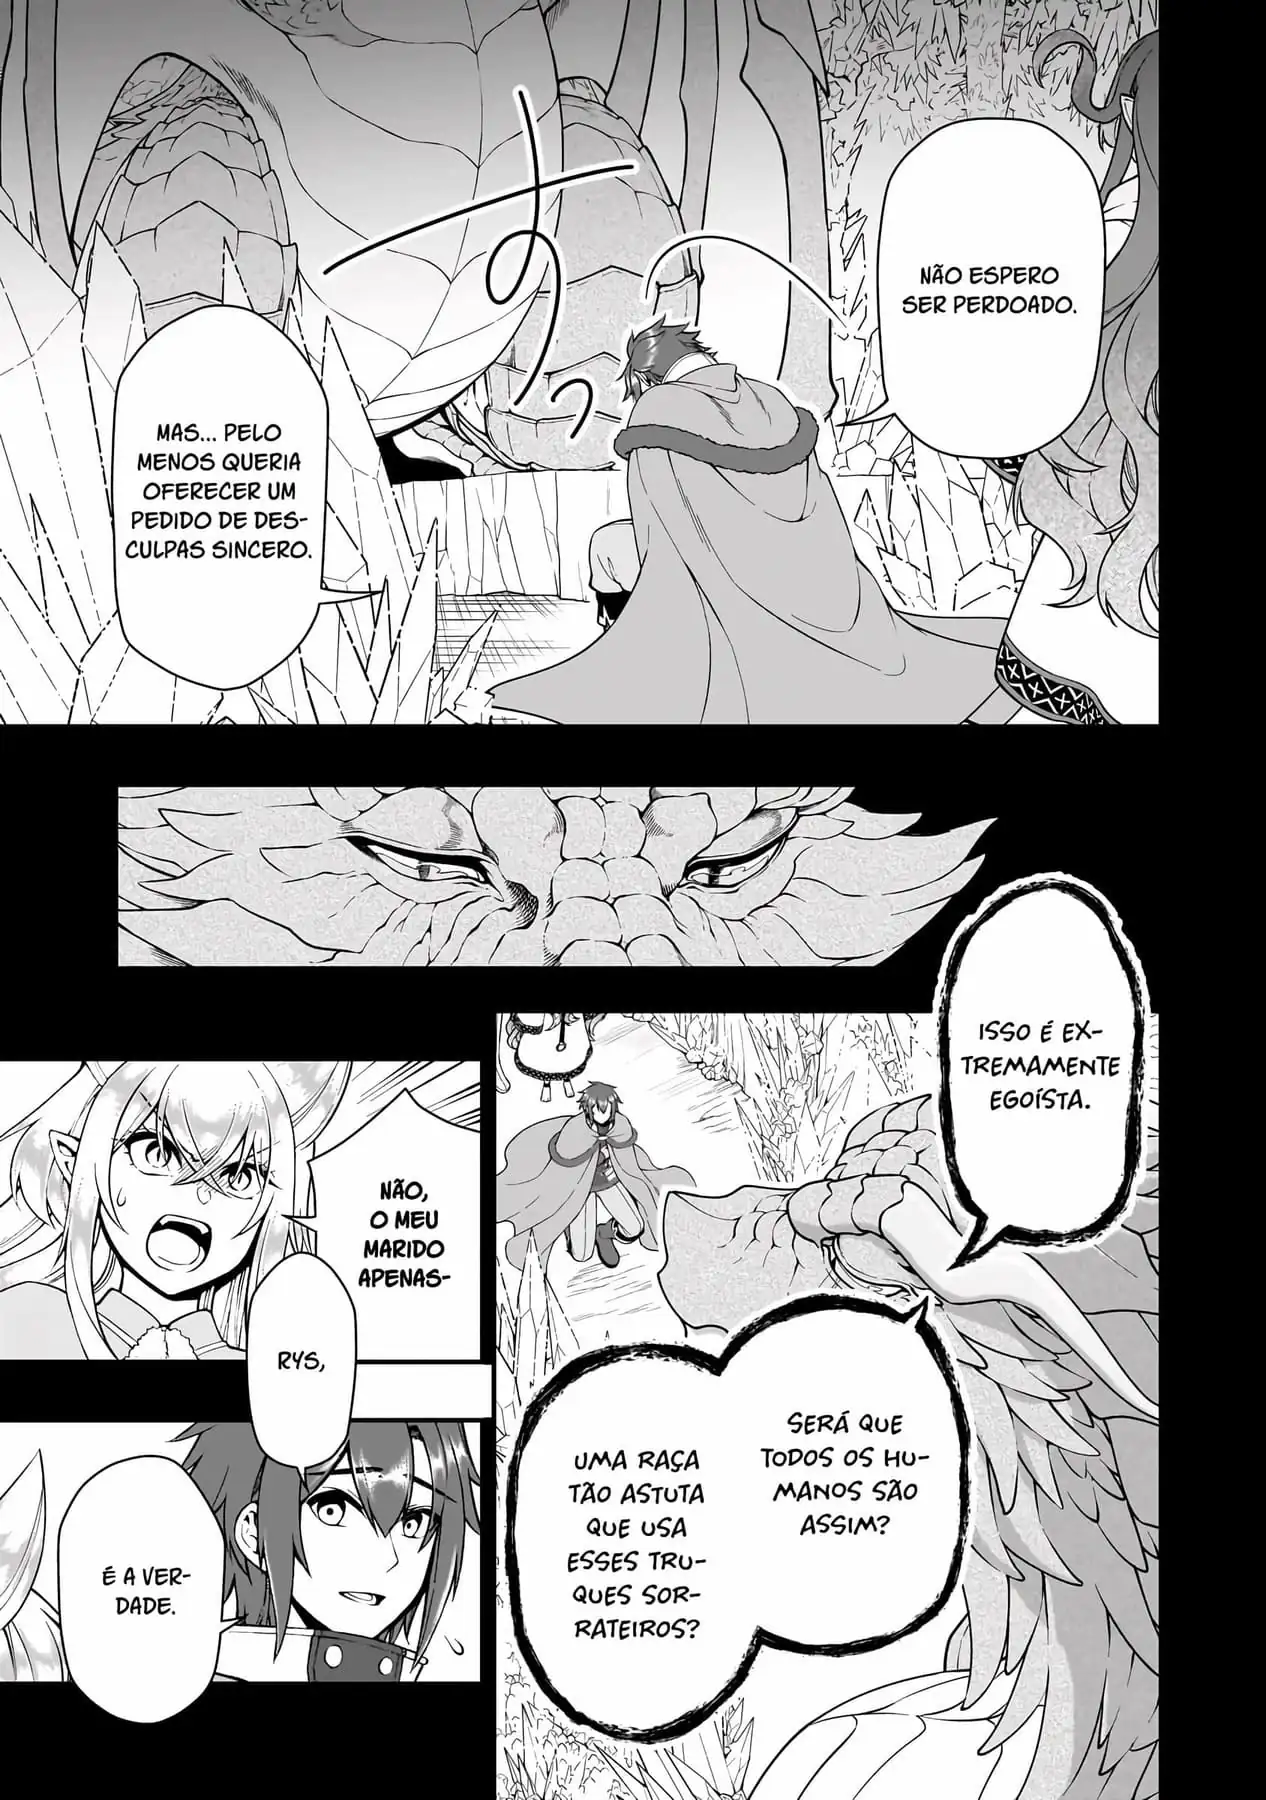 NÃO ESPERO
SER PERDOADO.
すっ
MAS... PELO
MENOS QUERIA
OFERECER UM
PEDIDO DE DES-
CULPAS SINCERO.
ISSO É EX-
TREMAMENTE
EGOÍSTA.
SERÁ QUE
TODOS OS HU-
MANOS SÃO
ASSIM?
UMA RAÇA
TÃO ASTUTA
QUE USA
ESSES TRU-
QUES SOR-
RATEIROS?
NÃO,
O MEU
MARIDO
APENAS-
RYS,
É A VER-
DADE.